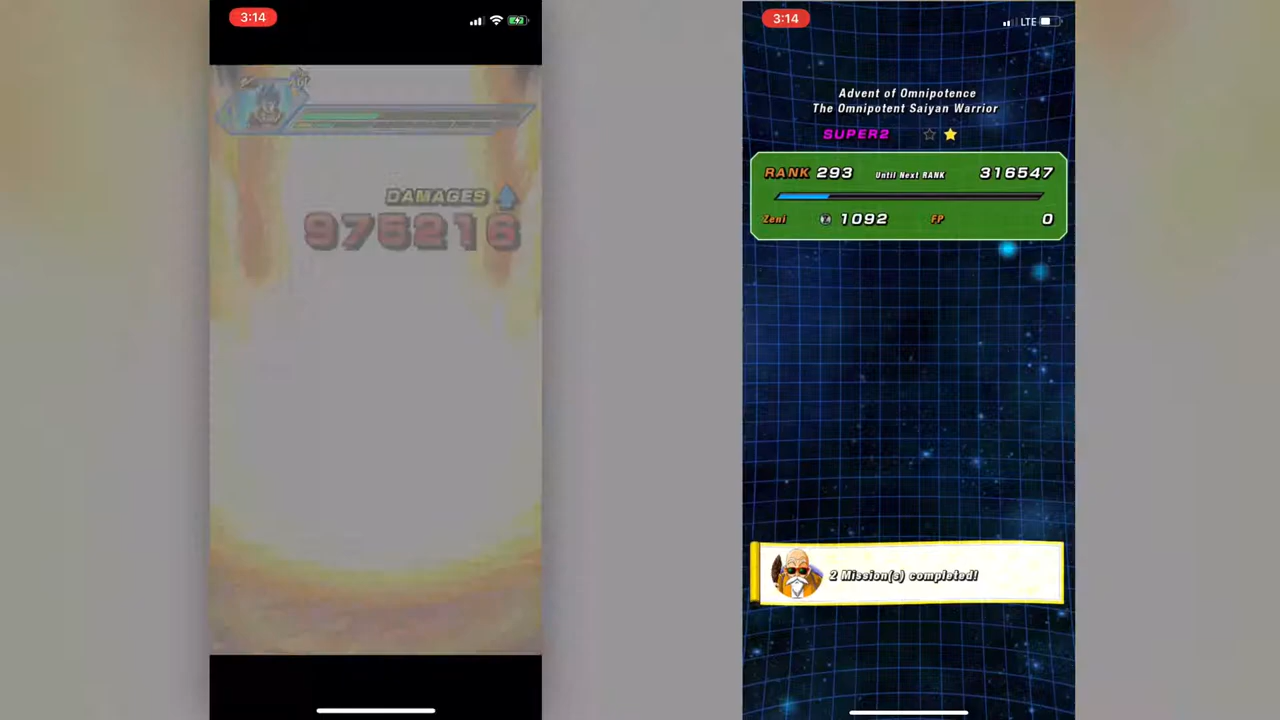 3:14
DAMAGES
975216
3:14
LTE
Advent of Omnipotence
The Omnipotent Saiyan Warrior
SUPER2
RANK 293 Until Next RANK 316547
Zeni 1092 FP 0
2 Mission(s) completed!